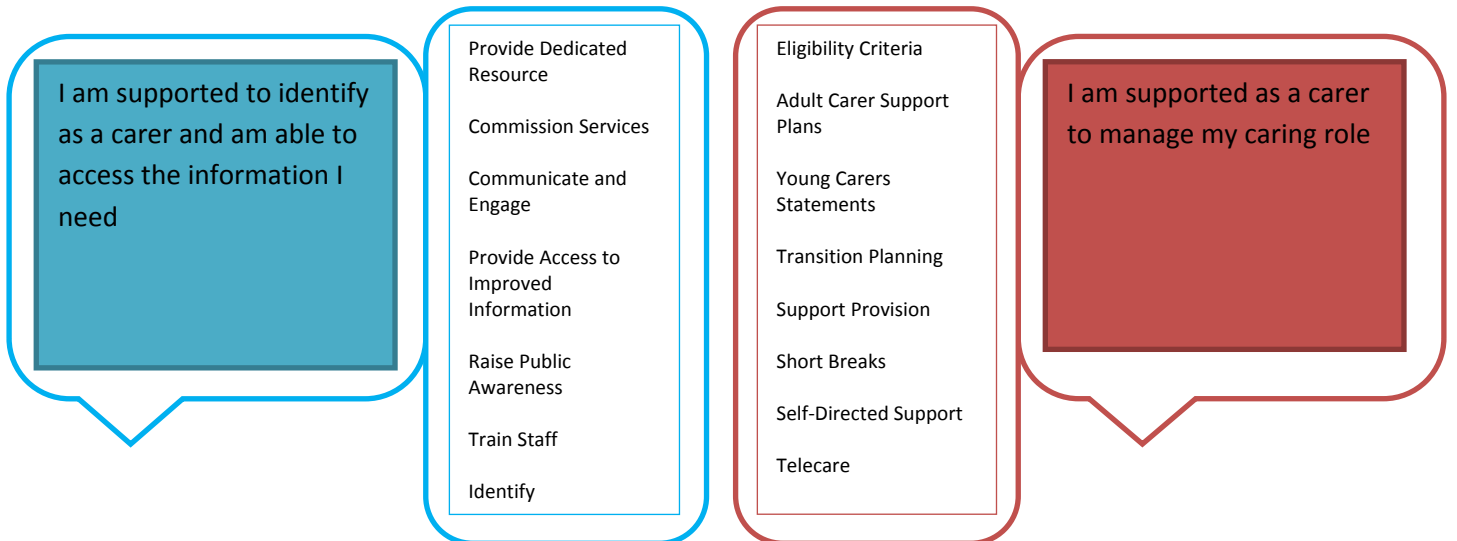 I am supported to identify
as a carer and am able to
access the information I
need
Provide Dedicated
Resource
Commission Services
Communicate and
Engage
Provide Access to
Improved
Information
Raise Public
Awareness
Train Staff
Identify
Eligibility Criteria
Adult Carer Support
Plans
Young Carers
Statements
Transition Planning
Support Provision
Short Breaks
Self-Directed Support
Telecare
I am supported as a carer
to manage my caring role